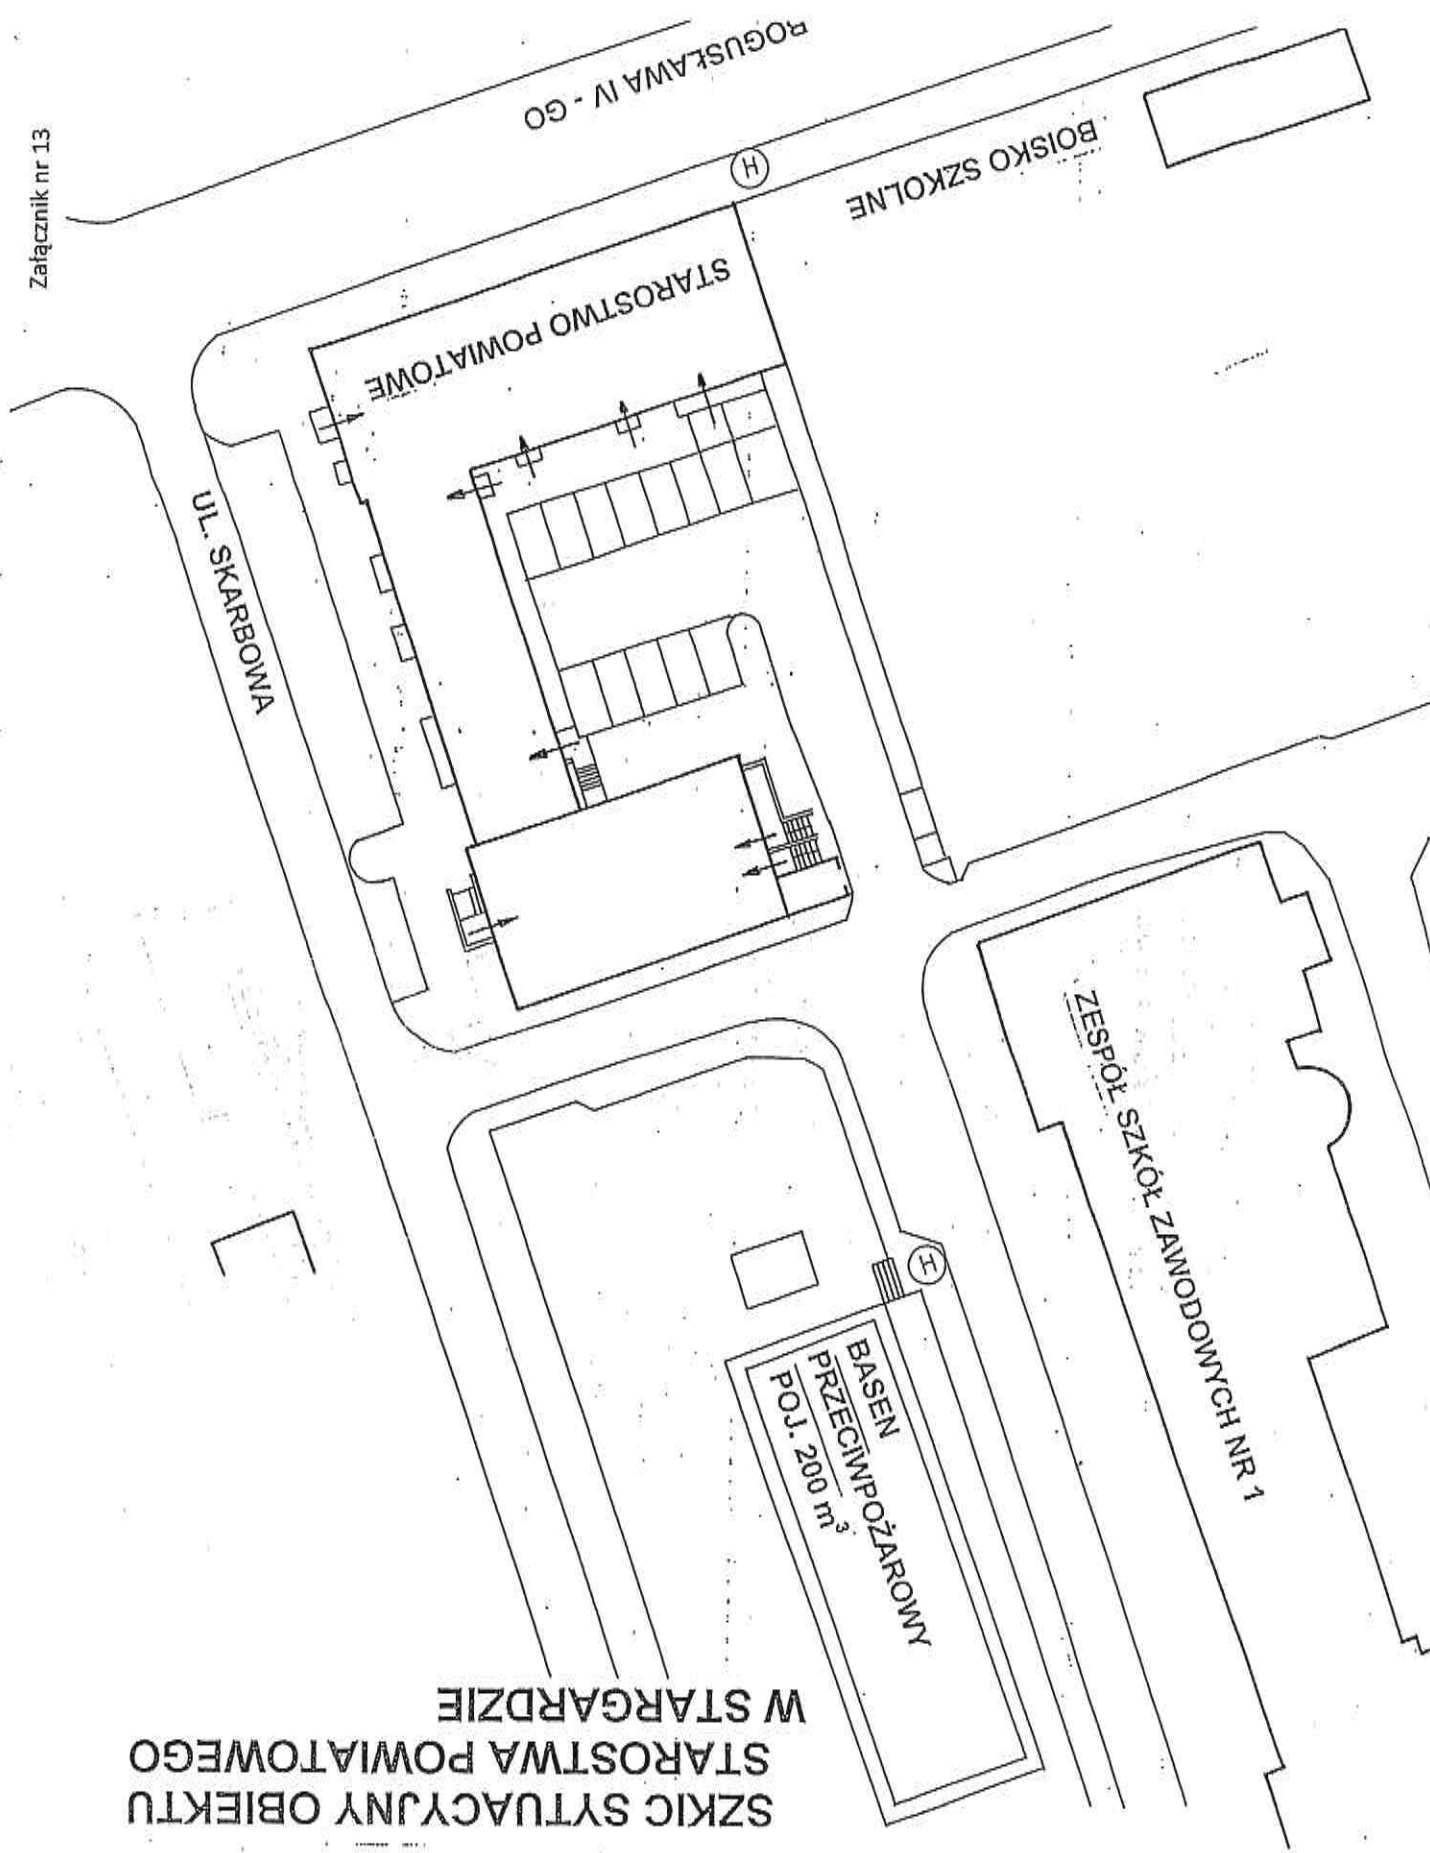 Załącznik nr 13
SZKIC SYTUACYJNY OBIEKTU
STAROSTWA POWIATOWEGO
W STARGARDZIE
BOGUSŁAWA IV - GO
H
BOISKO SZKOLNE
STAROSTWO POWIATOWE
UL. SKARBOWA
ZESPÓŁ SZKÓŁ ZAWODOWYCH NR 1
H
BASEN
PRZECIWPOŻAROWY
POJ. 200 m³